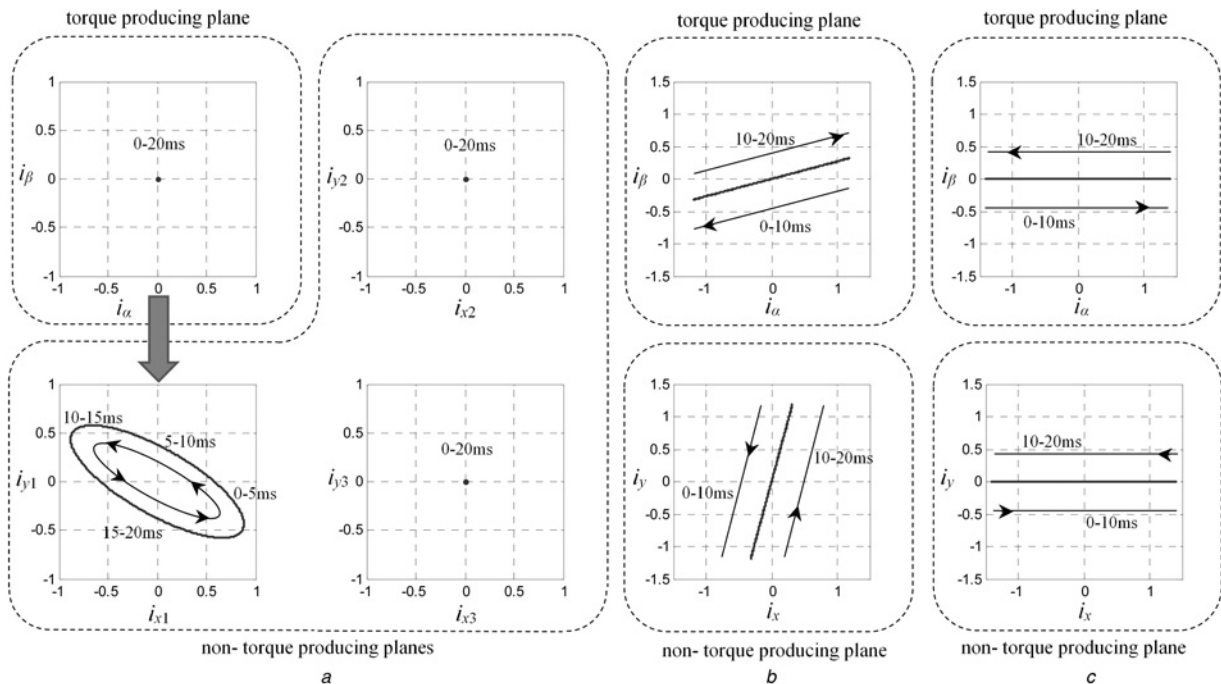 torque producing plane
1
0.5
0
-0.5
-1
-1
-0.5
0
0.5
1
0-20ms
iβ
iα
1
0.5
0
-0.5
-1
-1
-0.5
0
0.5
1
0-20ms
iy2
ix2
1
0.5
0
-0.5
-1
-1
-0.5
0
0.5
1
10-15ms
5-10ms
0-5ms
15-20ms
iy1
ix1
1
0.5
0
-0.5
-1
-1
-0.5
0
0.5
1
0-20ms
iy3
ix3
non- torque producing planes
a
torque producing plane
1.5
1
0.5
0
-0.5
-1
-1.5
-1
0
1
10-20ms
0-10ms
iβ
iα
1.5
1
0.5
0
-0.5
-1
-1.5
-1
0
1
0-10ms
10-20ms
iy
ix
non- torque producing plane
b
torque producing plane
1.5
1
0.5
0
-0.5
-1
-1.5
-1
0
1
10-20ms
0-10ms
iβ
iα
1.5
1
0.5
0
-0.5
-1
-1.5
-1
0
1
10-20ms
0-10ms
iy
ix
non- torque producing plane
c